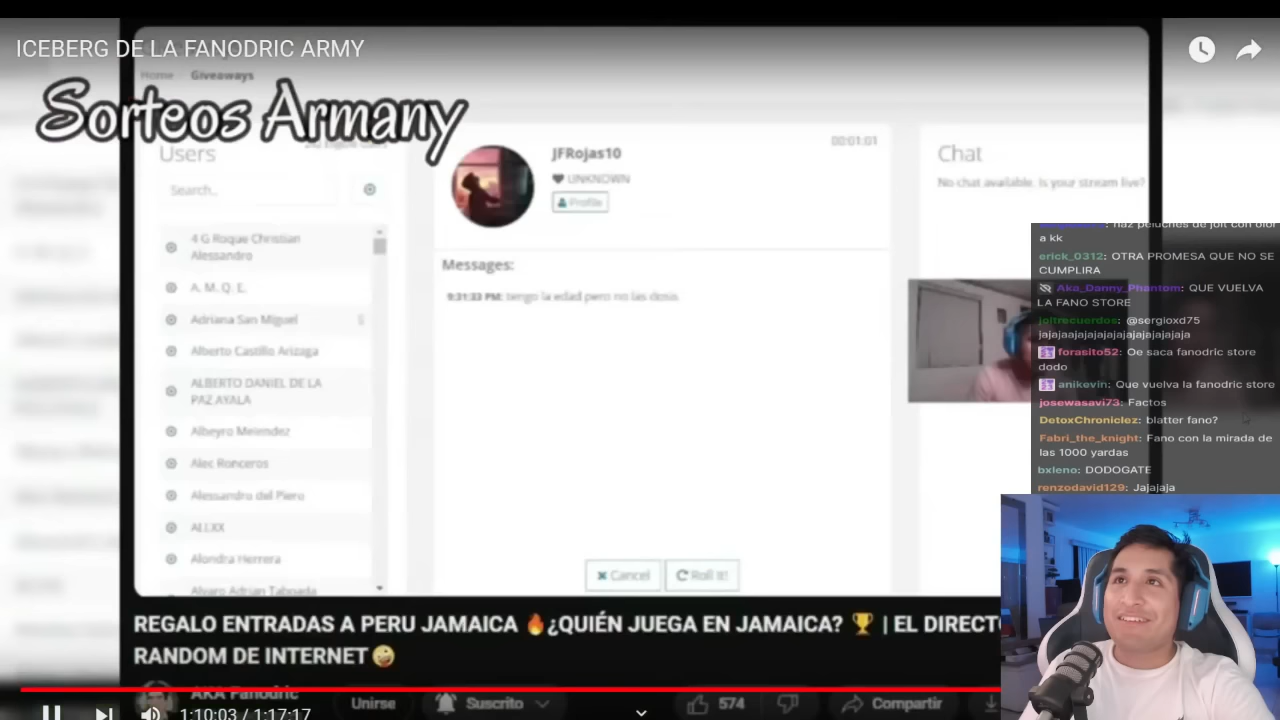 ICEBERG DE LA FANODRIC ARMY
Home Giveaways
Sorteos Armany
Users
Search..
4 G Roque Christian
Alessandro
A. M. Q. E.
Adriana San Miguel
Alberto Castillo Arizaga
ALBERTO DANIEL DE LA
PAZ AYALA
Albeyro Melendez
Alec Ronceros
Alessandro del Piero
ALLXX
Alondra Herrera
Alvaro Adrian Taboada
JFRojas10
UNKNOWN
Profile
00:01:01
Messages:
9:31:33 PM: tengo la edad pero no las dosis
Cancel
Roll It!
Chat
No chat available. Is your stream live?
haz peluches de jolt con olor
a kk
erick_0312: OTRA PROMESA QUE NO SE
CUMPLIRA
Aka_Danny_Phantom: QUE VUELVA
LA FANO STORE
joltrecuerdos: @sergioxd75
jajajaajajajajajajajajajajajaja
forasito52: Oe saca fanodric store
dodo
anikevin: Que vuelva la fanodric store
josewasavi73: Factos
DetoxChroniclez: blatter fano?
Fabri_the_knight: Fano con la mirada de
las 1000 yardas
bxleno: DODOGATE
renzodavid129: Jajajaja
REGALO ENTRADAS A PERU JAMAICA 🔥¿QUIÉN JUEGA EN JAMAICA? 🏆 | EL DIRECT
RANDOM DE INTERNET 🤪
AKA Fanodric
Unirse
Suscrito
574
Compartir
1:10:03 / 1:17:17